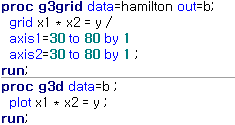 proc g3grid data=hamilton out=b;
grid x1 * x2 = y /
axis1=30 to 80 by 1
axis2=30 to 80 by 1 ;
run;
proc g3d data=b ;
plot x1 * x2 = y ;
run;